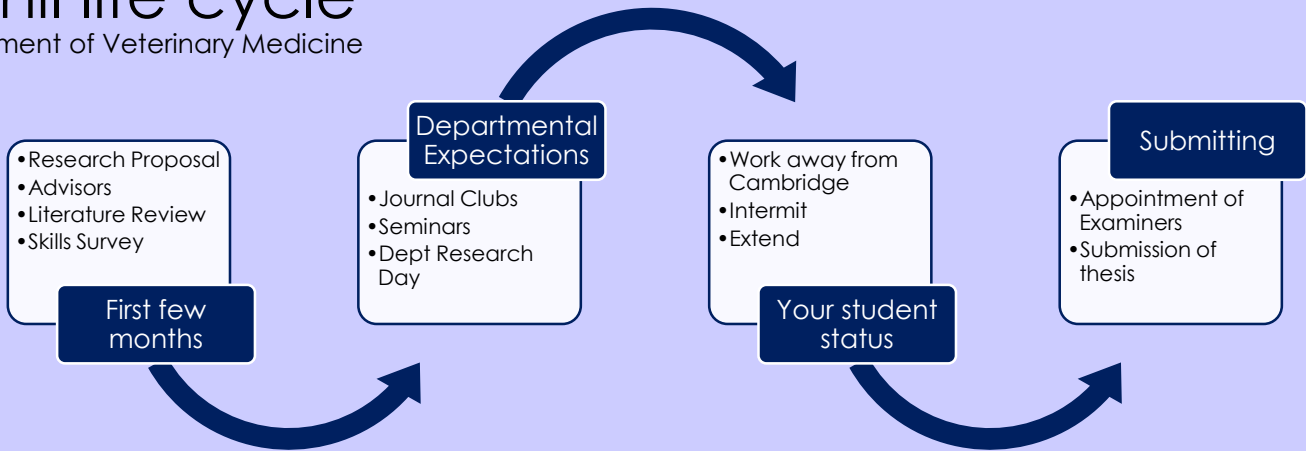 cycle
of Veterinary Medicine
•Research Proposal
•Advisors
•Literature Review
•Skills Survey
First few
months
Departmental
Expectations
•Journal Clubs
•Seminars
•Dept Research
Day
•Work away from
Cambridge
•Intermit
•Extend
Your student
status
Submitting
•Appointment of
Examiners
•Submission of
thesis